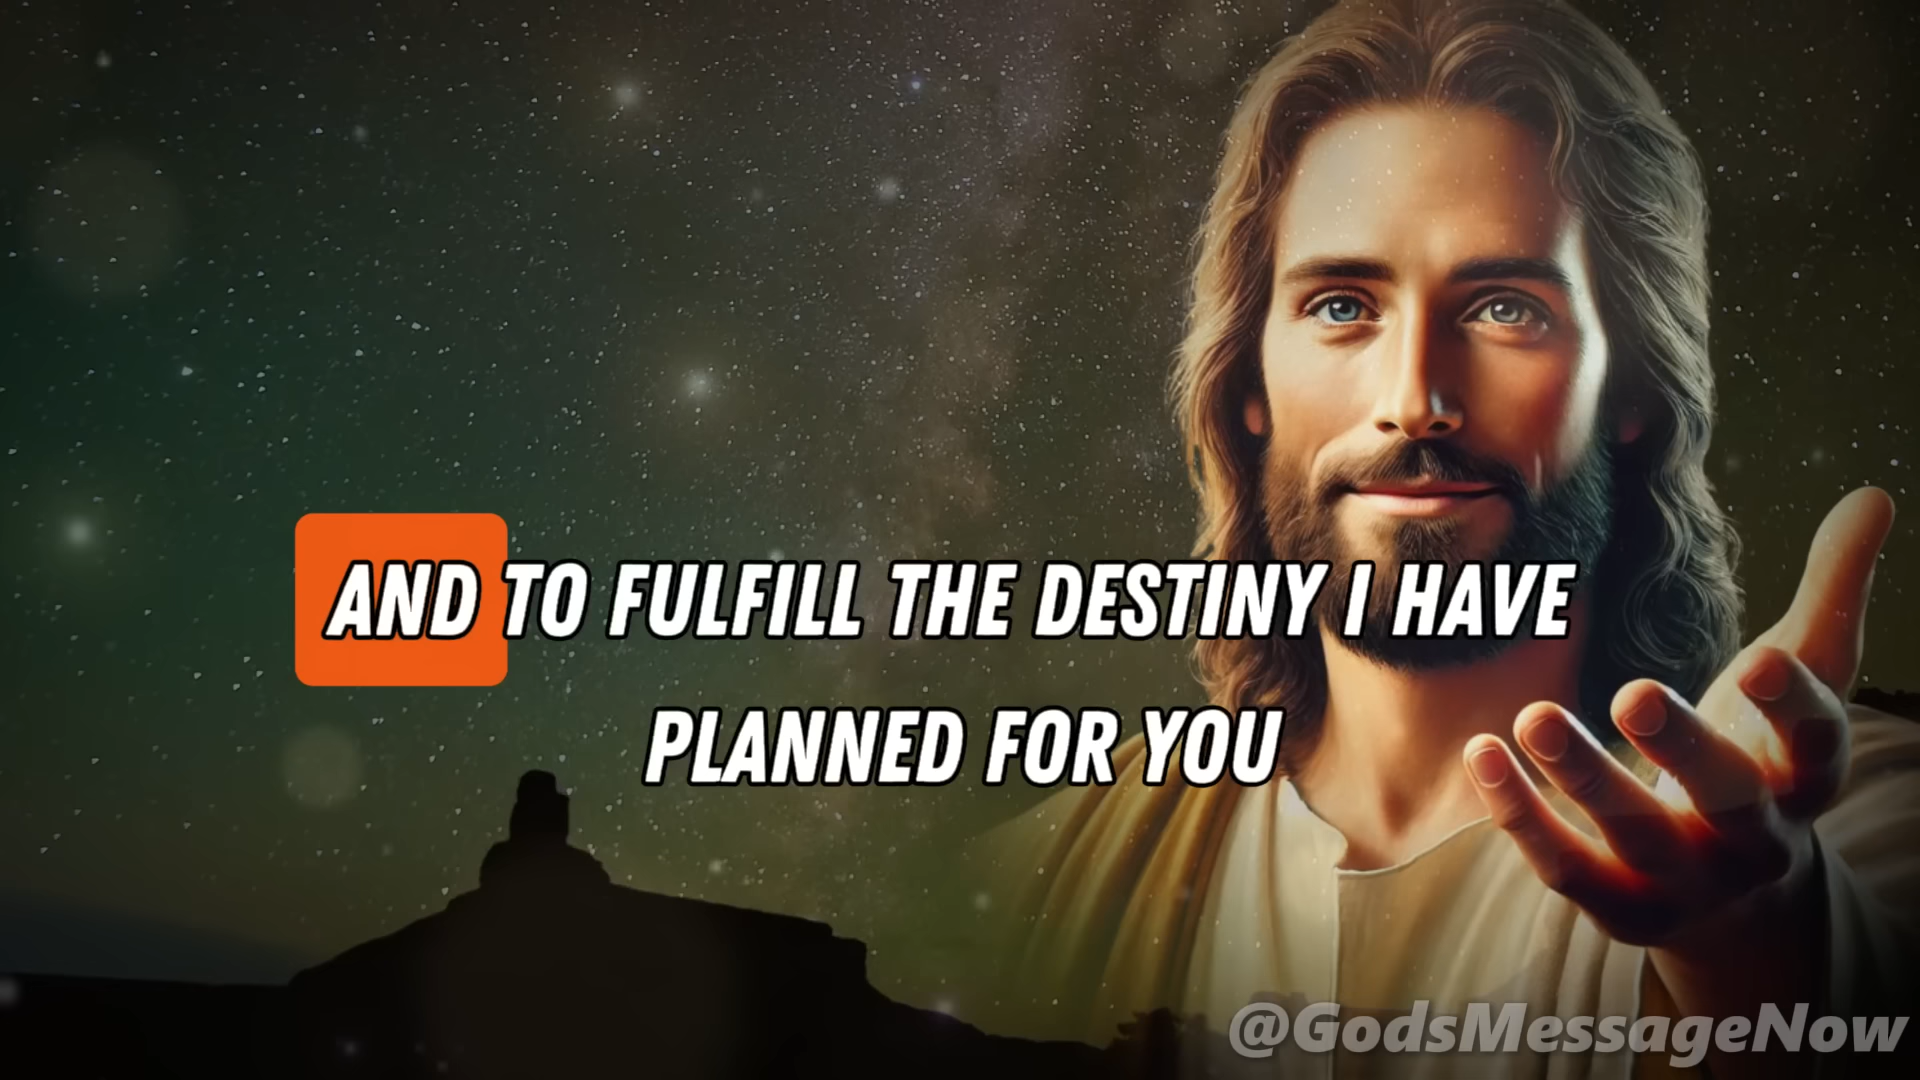 AND TO FULFILL THE DESTINY I HAVE
PLANNED FOR YOU
@GodsMessageNow